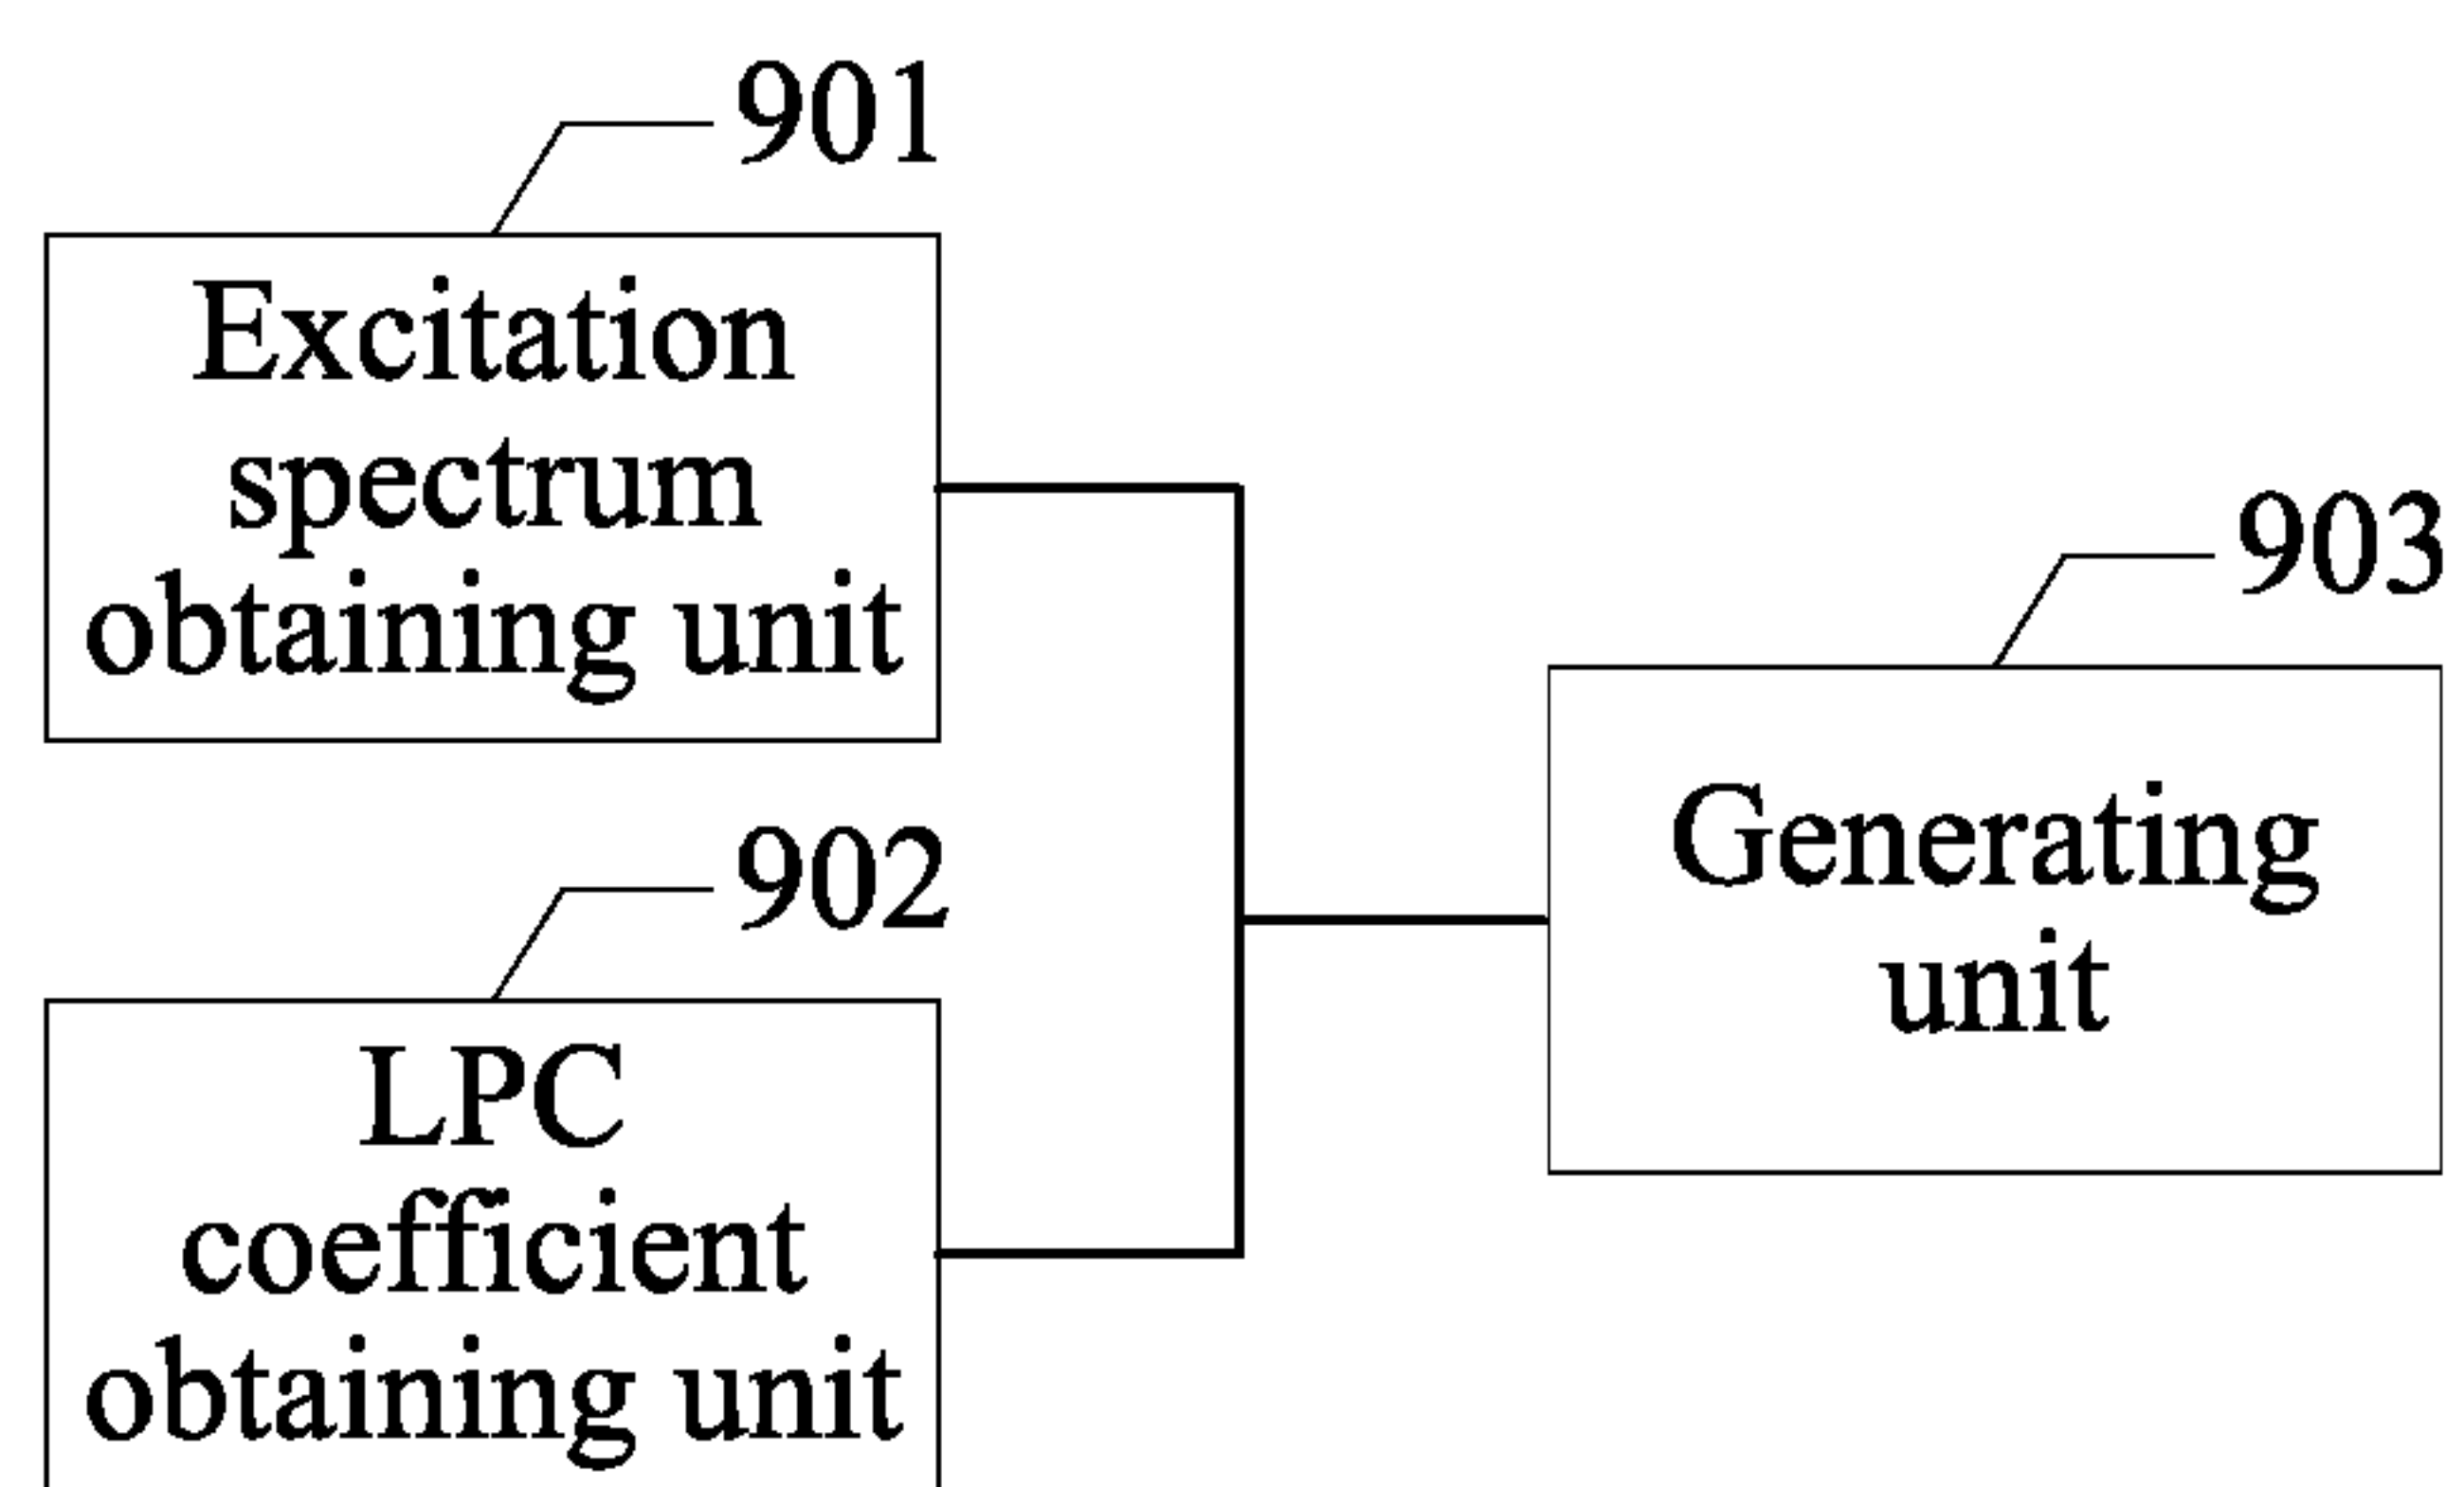 901
Excitation
spectrum
obtaining unit
902
LPC
coefficient
obtaining unit
903
Generating
unit